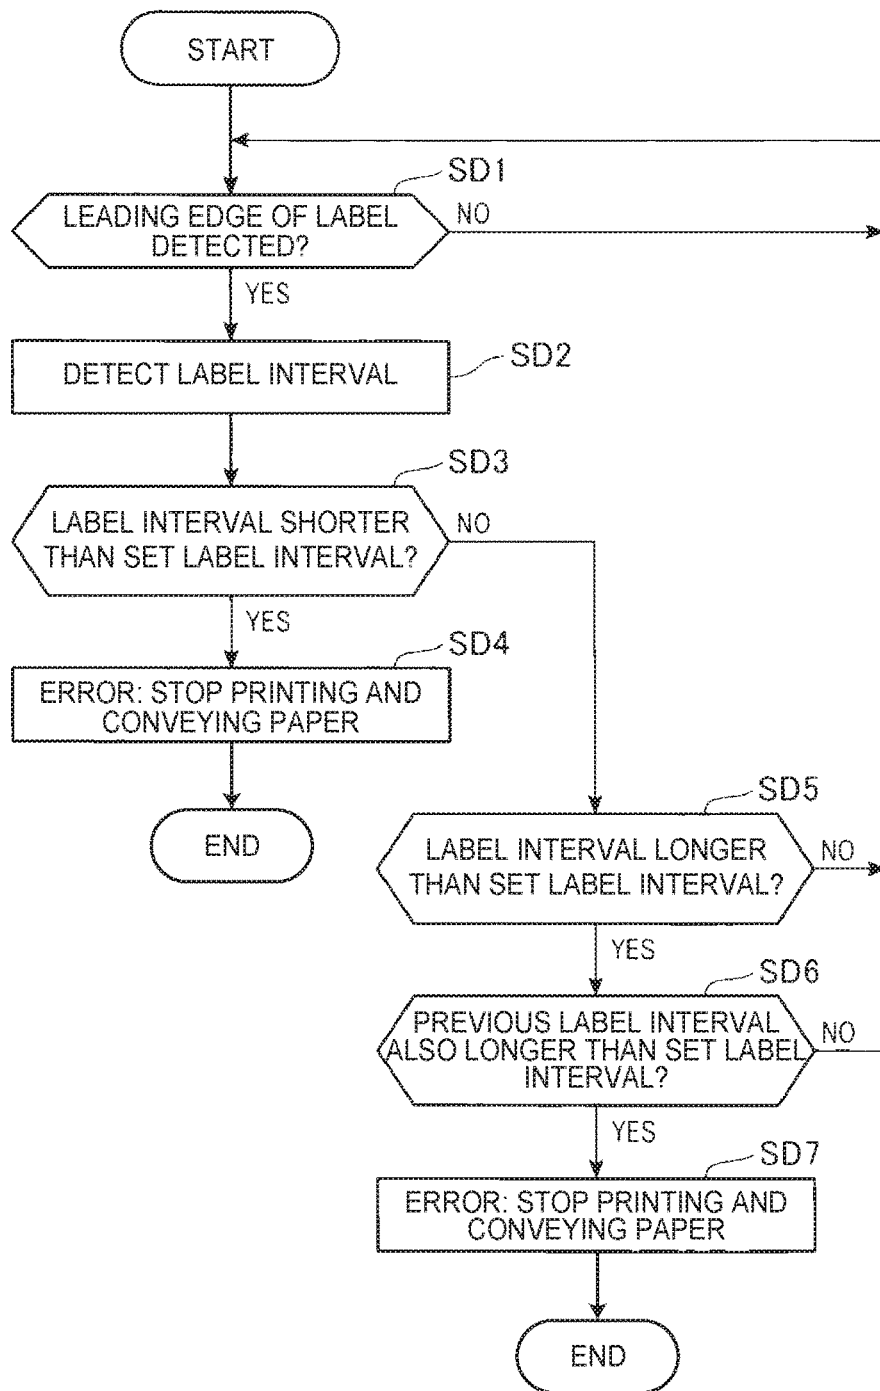 START
SD1
LEADING EDGE OF LABEL
DETECTED?
NO
YES
SD2
DETECT LABEL INTERVAL
SD3
LABEL INTERVAL SHORTER
THAN SET LABEL INTERVAL?
NO
YES
SD4
ERROR: STOP PRINTING AND
CONVEYING PAPER
END
SD5
LABEL INTERVAL LONGER
THAN SET LABEL INTERVAL?
NO
YES
SD6
PREVIOUS LABEL INTERVAL
ALSO LONGER THAN SET LABEL
INTERVAL?
NO
YES
SD7
ERROR: STOP PRINTING AND
CONVEYING PAPER
END